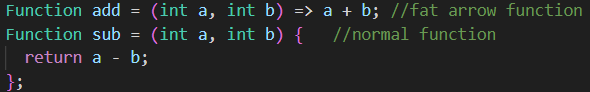 Function add = (int a, int b) => a + b; //fat arrow function
Function sub = (int a, int b) {   //normal function
  return a - b;
};